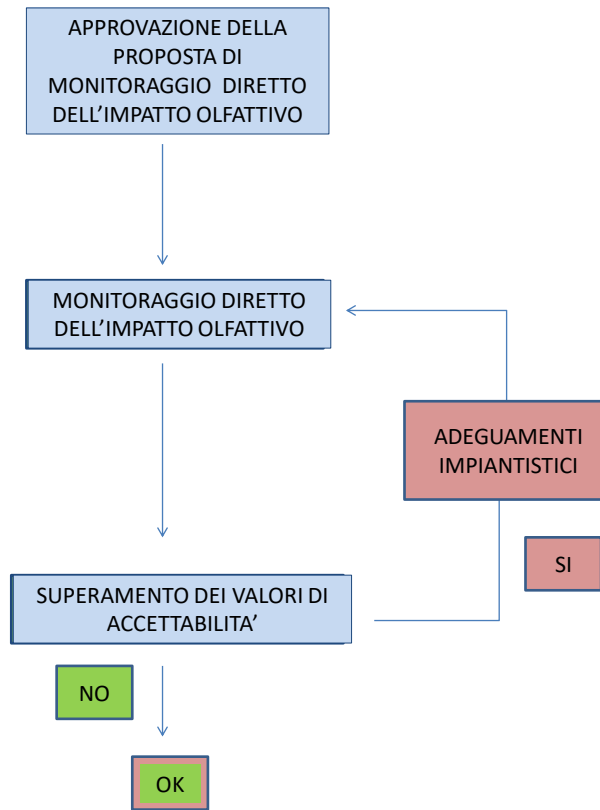 APPROVAZIONE DELLA
PROPOSTA DI
MONITORAGGIO DIRETTO
DELL’IMPATTO OLFATTIVO
MONITORAGGIO DIRETTO
DELL’IMPATTO OLFATTIVO
ADEGUAMENTI
IMPIANTISTICI
SI
SUPERAMENTO DEI VALORI DI
ACCETTABILITA’
NO
OK